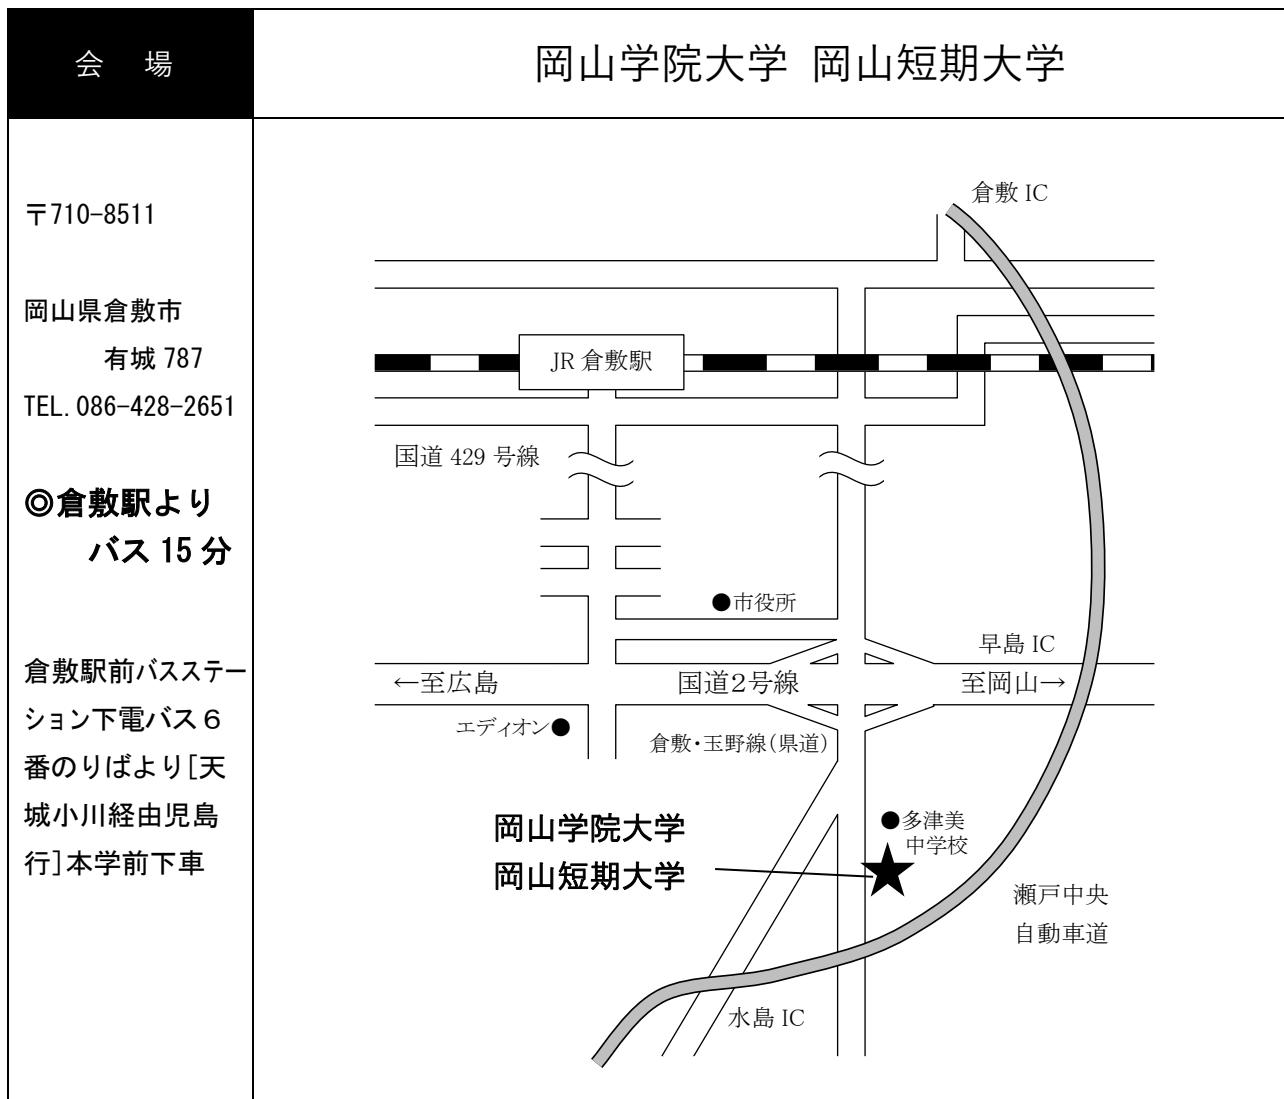 会　場
岡山学院大学 岡山短期大学
〒710-8511
岡山県倉敷市
有城 787
TEL.086-428-2651
◎倉敷駅より
バス 15 分
倉敷駅前バスステー
ション下電バス６
番のりばより[天
城小川経由児島
行]本学前下車
倉敷 IC
JR 倉敷駅
国道 429 号線
●市役所
早島 IC
←至広島
国道２号線
至岡山→
エディオン●
倉敷・玉野線（県道）
●多津美
中学校
岡山学院大学
岡山短期大学
瀬戸中央
自動車道
水島 IC